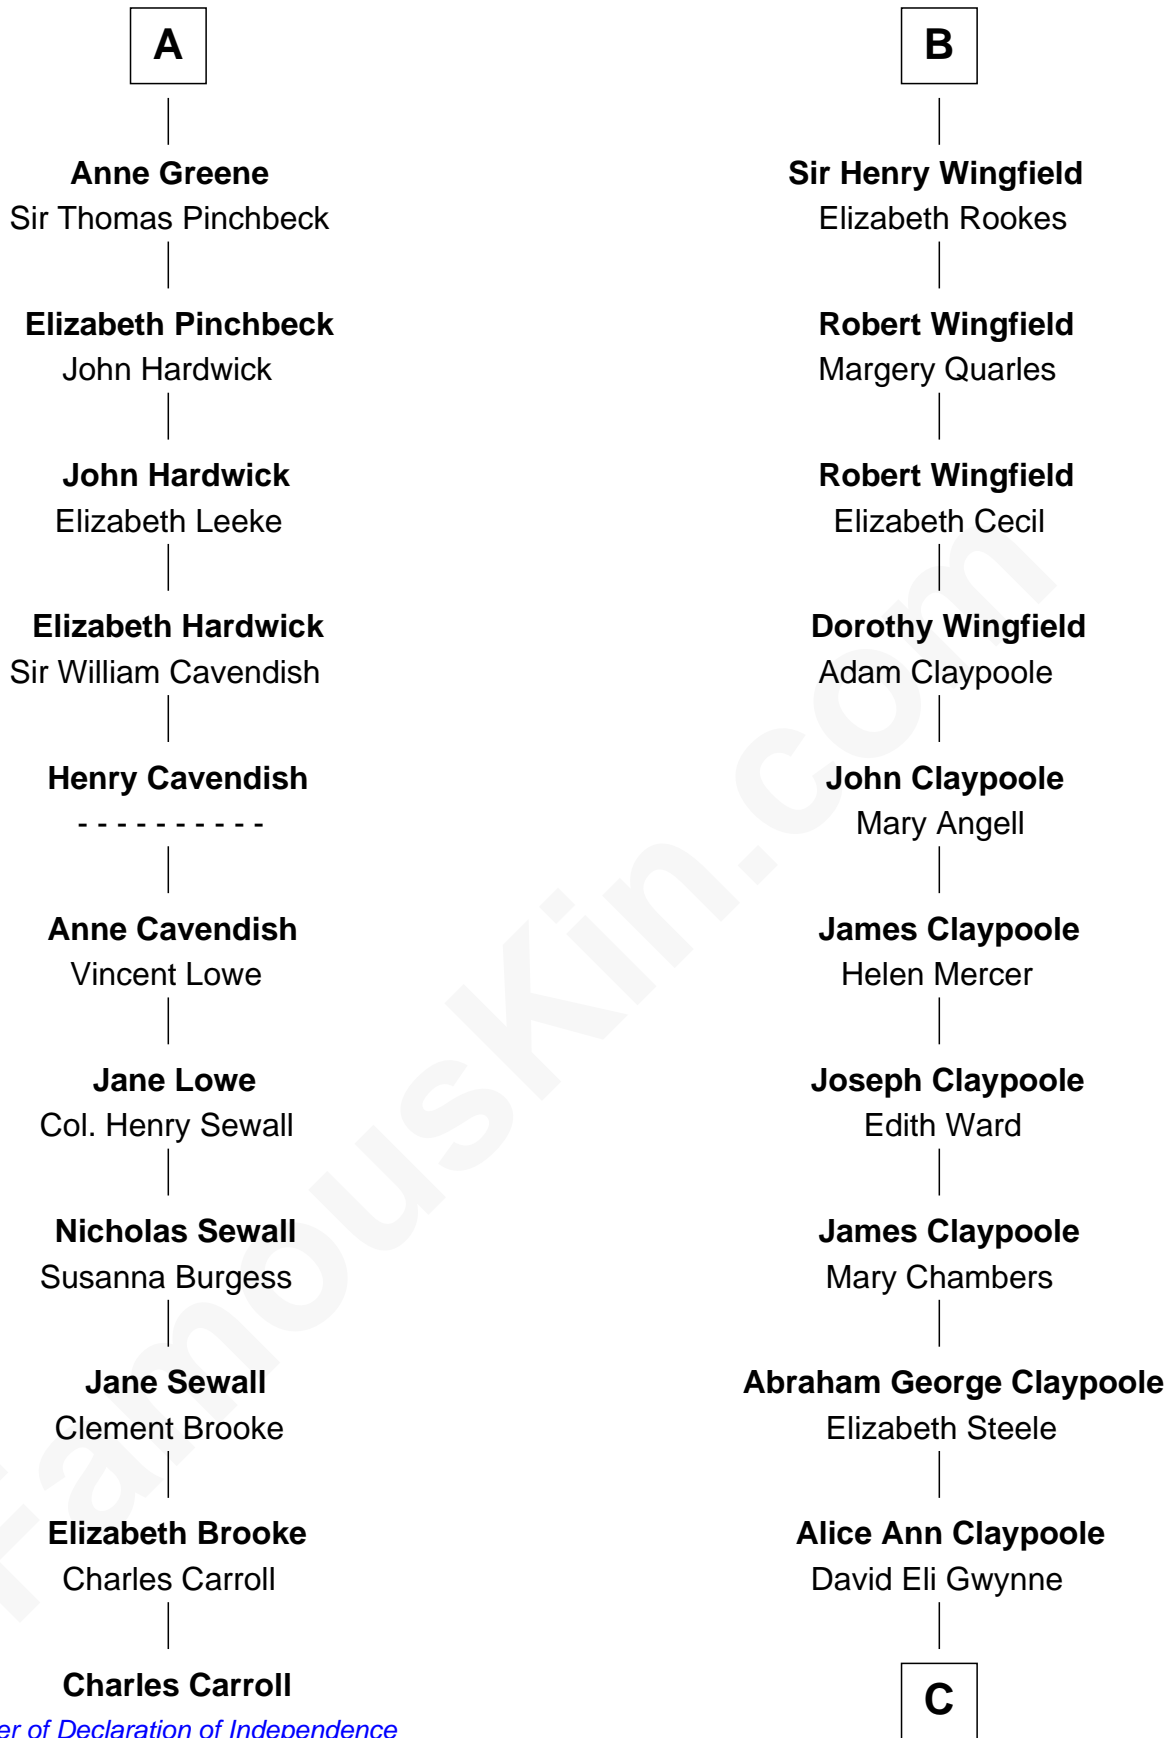 A
Anne Greene
Sir Thomas Pinchbeck
Elizabeth Pinchbeck
John Hardwick
John Hardwick
Elizabeth Leeke
Elizabeth Hardwick
Sir William Cavendish
Henry Cavendish
- - - - - - - - - -
Anne Cavendish
Vincent Lowe
Jane Lowe
Col. Henry Sewall
Nicholas Sewall
Susanna Burgess
Jane Sewall
Clement Brooke
Elizabeth Brooke
Charles Carroll
Charles Carroll
er of Declaration of Independence
B
Sir Henry Wingfield
Elizabeth Rookes
Robert Wingfield
Margery Quarles
Robert Wingfield
Elizabeth Cecil
Dorothy Wingfield
Adam Claypoole
John Claypoole
Mary Angell
James Claypoole
Helen Mercer
Joseph Claypoole
Edith Ward
James Claypoole
Mary Chambers
Abraham George Claypoole
Elizabeth Steele
Alice Ann Claypoole
David Eli Gwynne
C
FamousKin.com